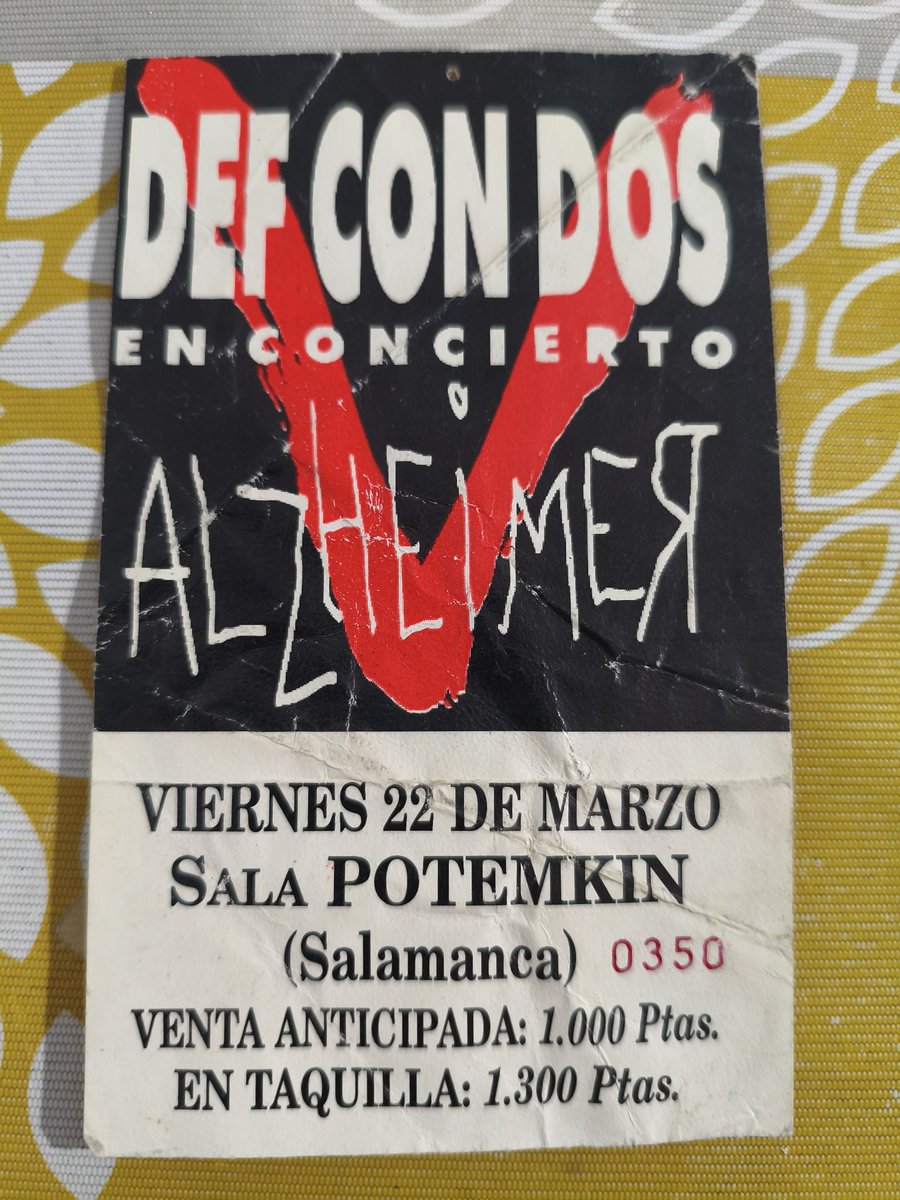 DEF CON DOS
EN CONCIERTO
ALZHEIMER
VIERNES 22 DE MARZO
SALA POTEMKIN
(Salamanca) 0350
VENTA ANTICIPADA: 1.000 Ptas.
EN TAQUILLA: 1.300 Ptas.